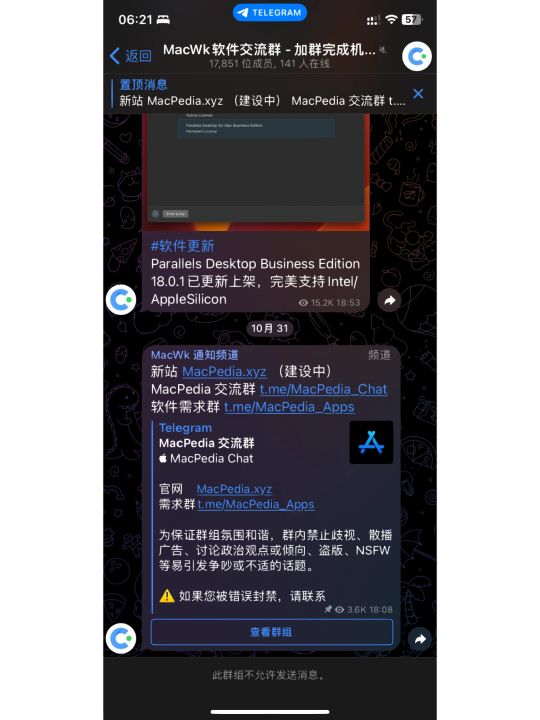 06:21
TELEGRAM
57
返回
MacWk软件交流群 - 加群完成机...
17,851 位成员, 141 人在线
置顶消息
新站 MacPedia.xyz （建设中） MacPedia 交流群 t....
Active License:
Parallels Desktop for Mac Business Edition
Permanent License
#软件更新
Parallels Desktop Business Edition
18.0.1已更新上架，完美支持Intel/
AppleSilicon
15.2K 18:53
10月 31
MacWk 通知频道 频道
新站 MacPedia.xyz （建设中）
MacPedia 交流群 t.me/MacPedia_Chat
软件需求群 t.me/MacPedia_Apps
Telegram
MacPedia 交流群
MacPedia Chat
官网 MacPedia.xyz
需求群 t.me/MacPedia_Apps
为保证群组氛围和谐，群内禁止歧视、散播
广告、讨论政治观点或倾向、盗版、NSFW
等易引发争吵或不适的话题。
如果您被错误封禁，请联系
3.6K 18:08
查看群组
此群组不允许发送消息。